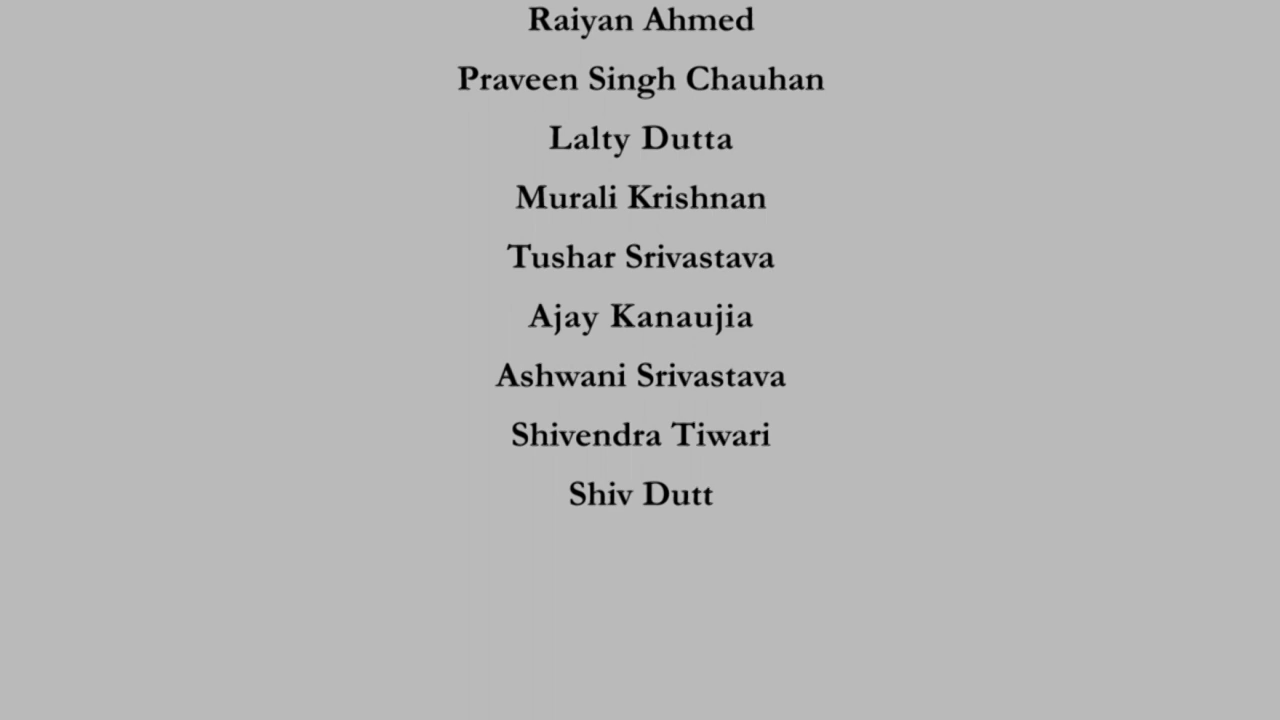 Raiyan Ahmed
Praveen Singh Chauhan
Lalty Dutta
Murali Krishnan
Tushar Srivastava
Ajay Kanaujia
Ashwani Srivastava
Shivendra Tiwari
Shiv Dutt